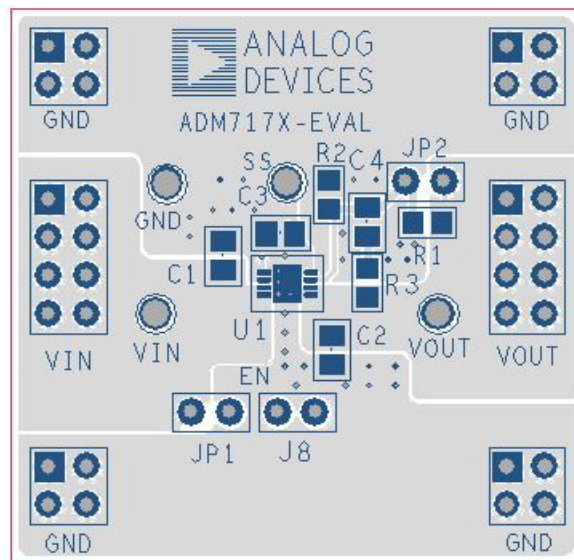 ANALOG
DEVICES
GND
GND
ADM717X-EVAL
JP2
R2
C4
SS
C3
GND
R1
C1
R3
U1
VIN
VIN
C2
VOUT
VOUT
EN
JP1
J8
GND
GND